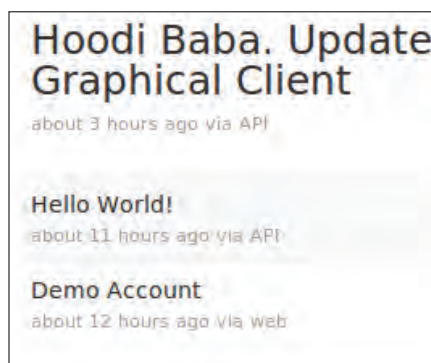 Hoodi Baba. Update
Graphical Client
about 3 hours ago via API
Hello World!
about 11 hours ago via API
Demo Account
about 12 hours ago via web